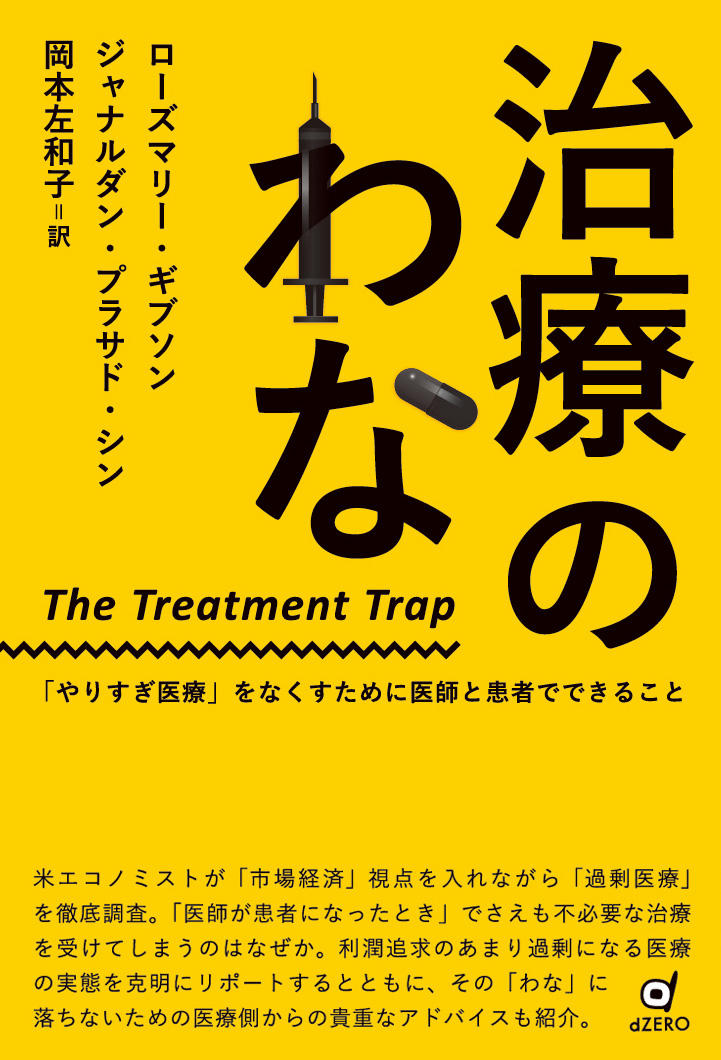 治療の
わな
ローズマリー・ギブソン
ジャナルダン・プラサド・シン
岡本左和子＝訳
The Treatment Trap
「やりすぎ医療」をなくすために医師と患者でできること
米エコノミストが「市場経済」視点を入れながら「過剰医療」
を徹底調査。「医師が患者になったとき」でさえも不必要な治療
を受けてしまうのはなぜか。利潤追求のあまり過剰になる医療
の実態を克明にリポートするとともに、その「わな」に
落ちないための医療側からの貴重なアドバイスも紹介。
dZERO